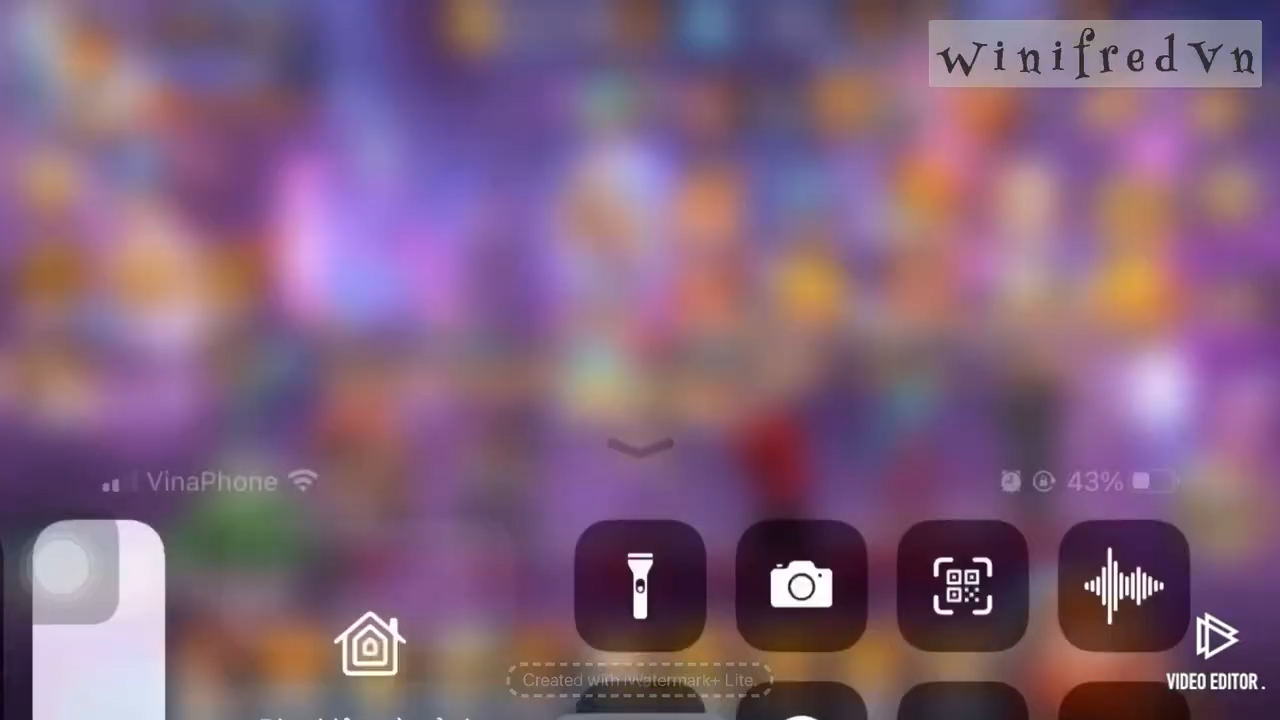 WinifredVn
VinaPhone
43%
Created with iWatermark+ Lite.
VIDEO EDITOR.